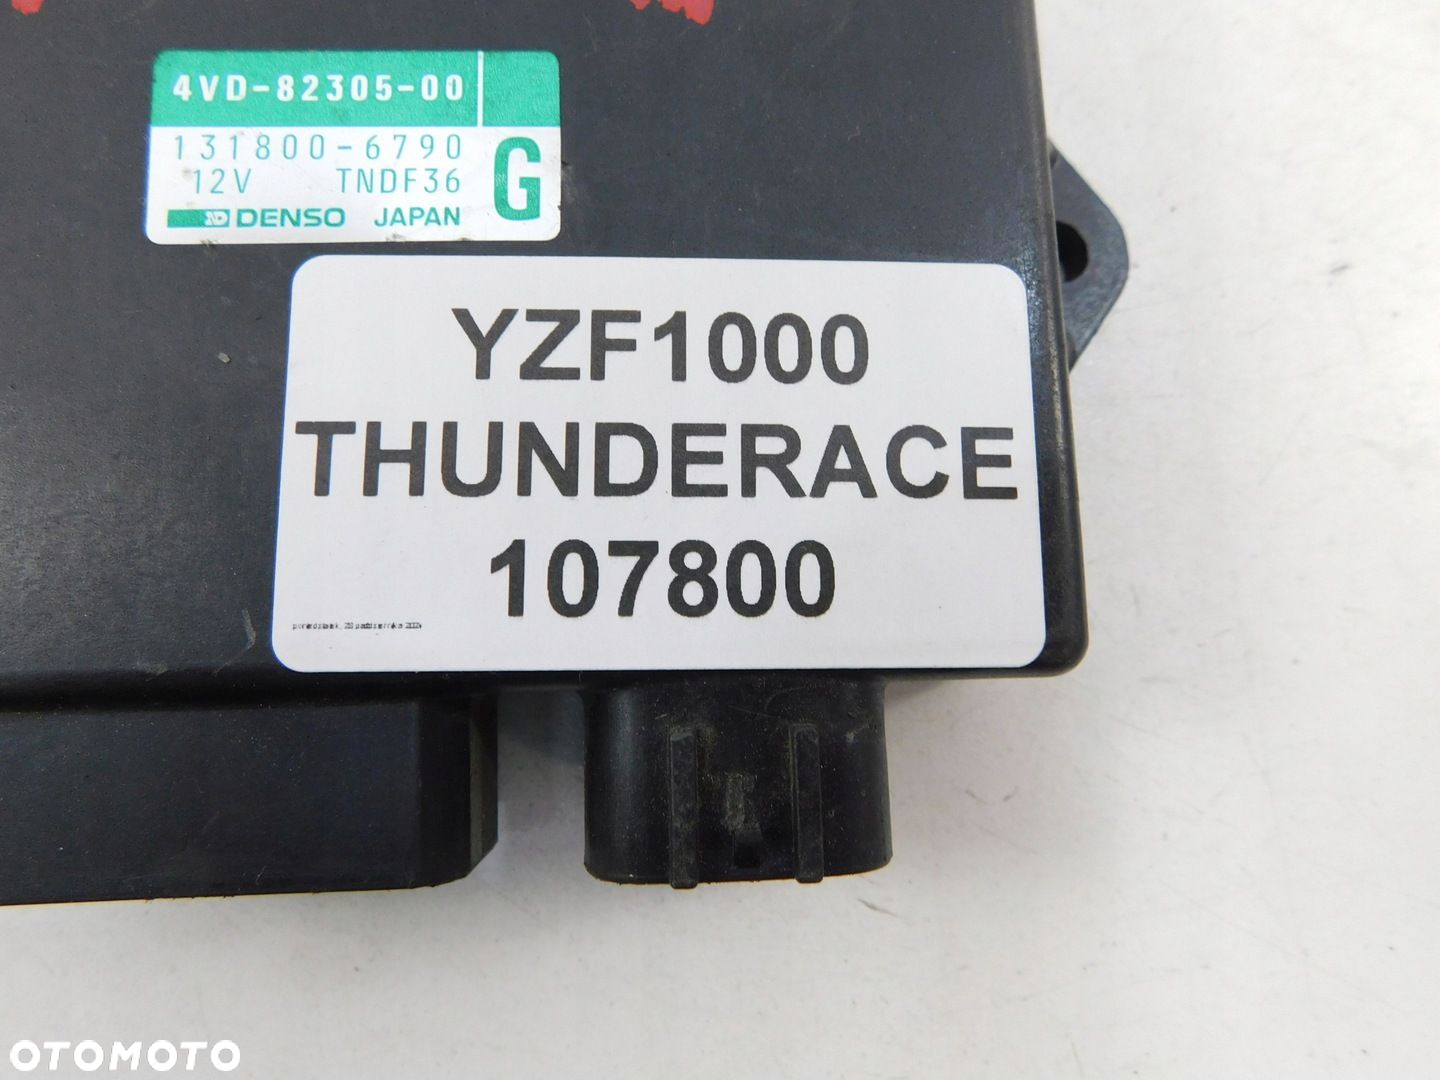 4VD-82305-00
131800-6790
12V TNDF36
G
DENSO JAPAN
YZF1000
THUNDERACE
107800
OTOMOTO